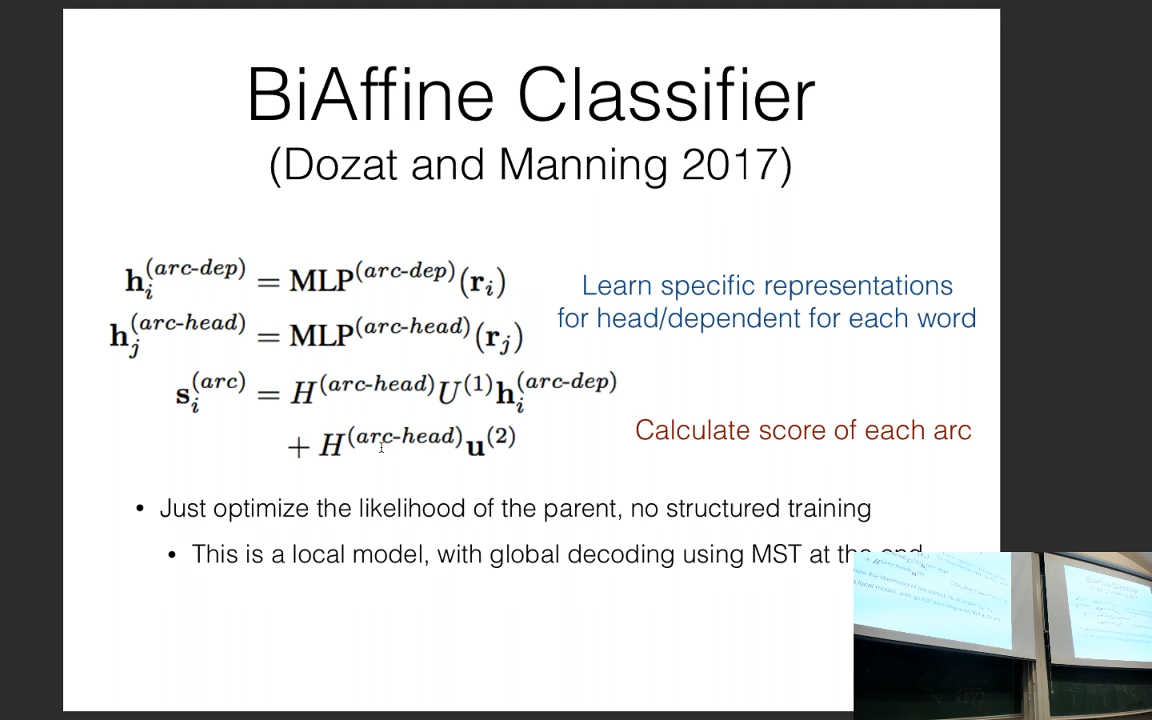 BiAffine Classifier
(Dozat and Manning 2017)
h_i^(arc-dep) = MLP^(arc-dep)(r_i)
h_j^(arc-head) = MLP^(arc-head)(r_j)
Learn specific representations
for head/dependent for each word
s_i^(arc) = H^(arc-head)U^(1)h_i^(arc-dep)
+ H^(arc-head)u^(2)
Calculate score of each arc
• Just optimize the likelihood of the parent, no structured training
• This is a local model, with global decoding using MST at the end